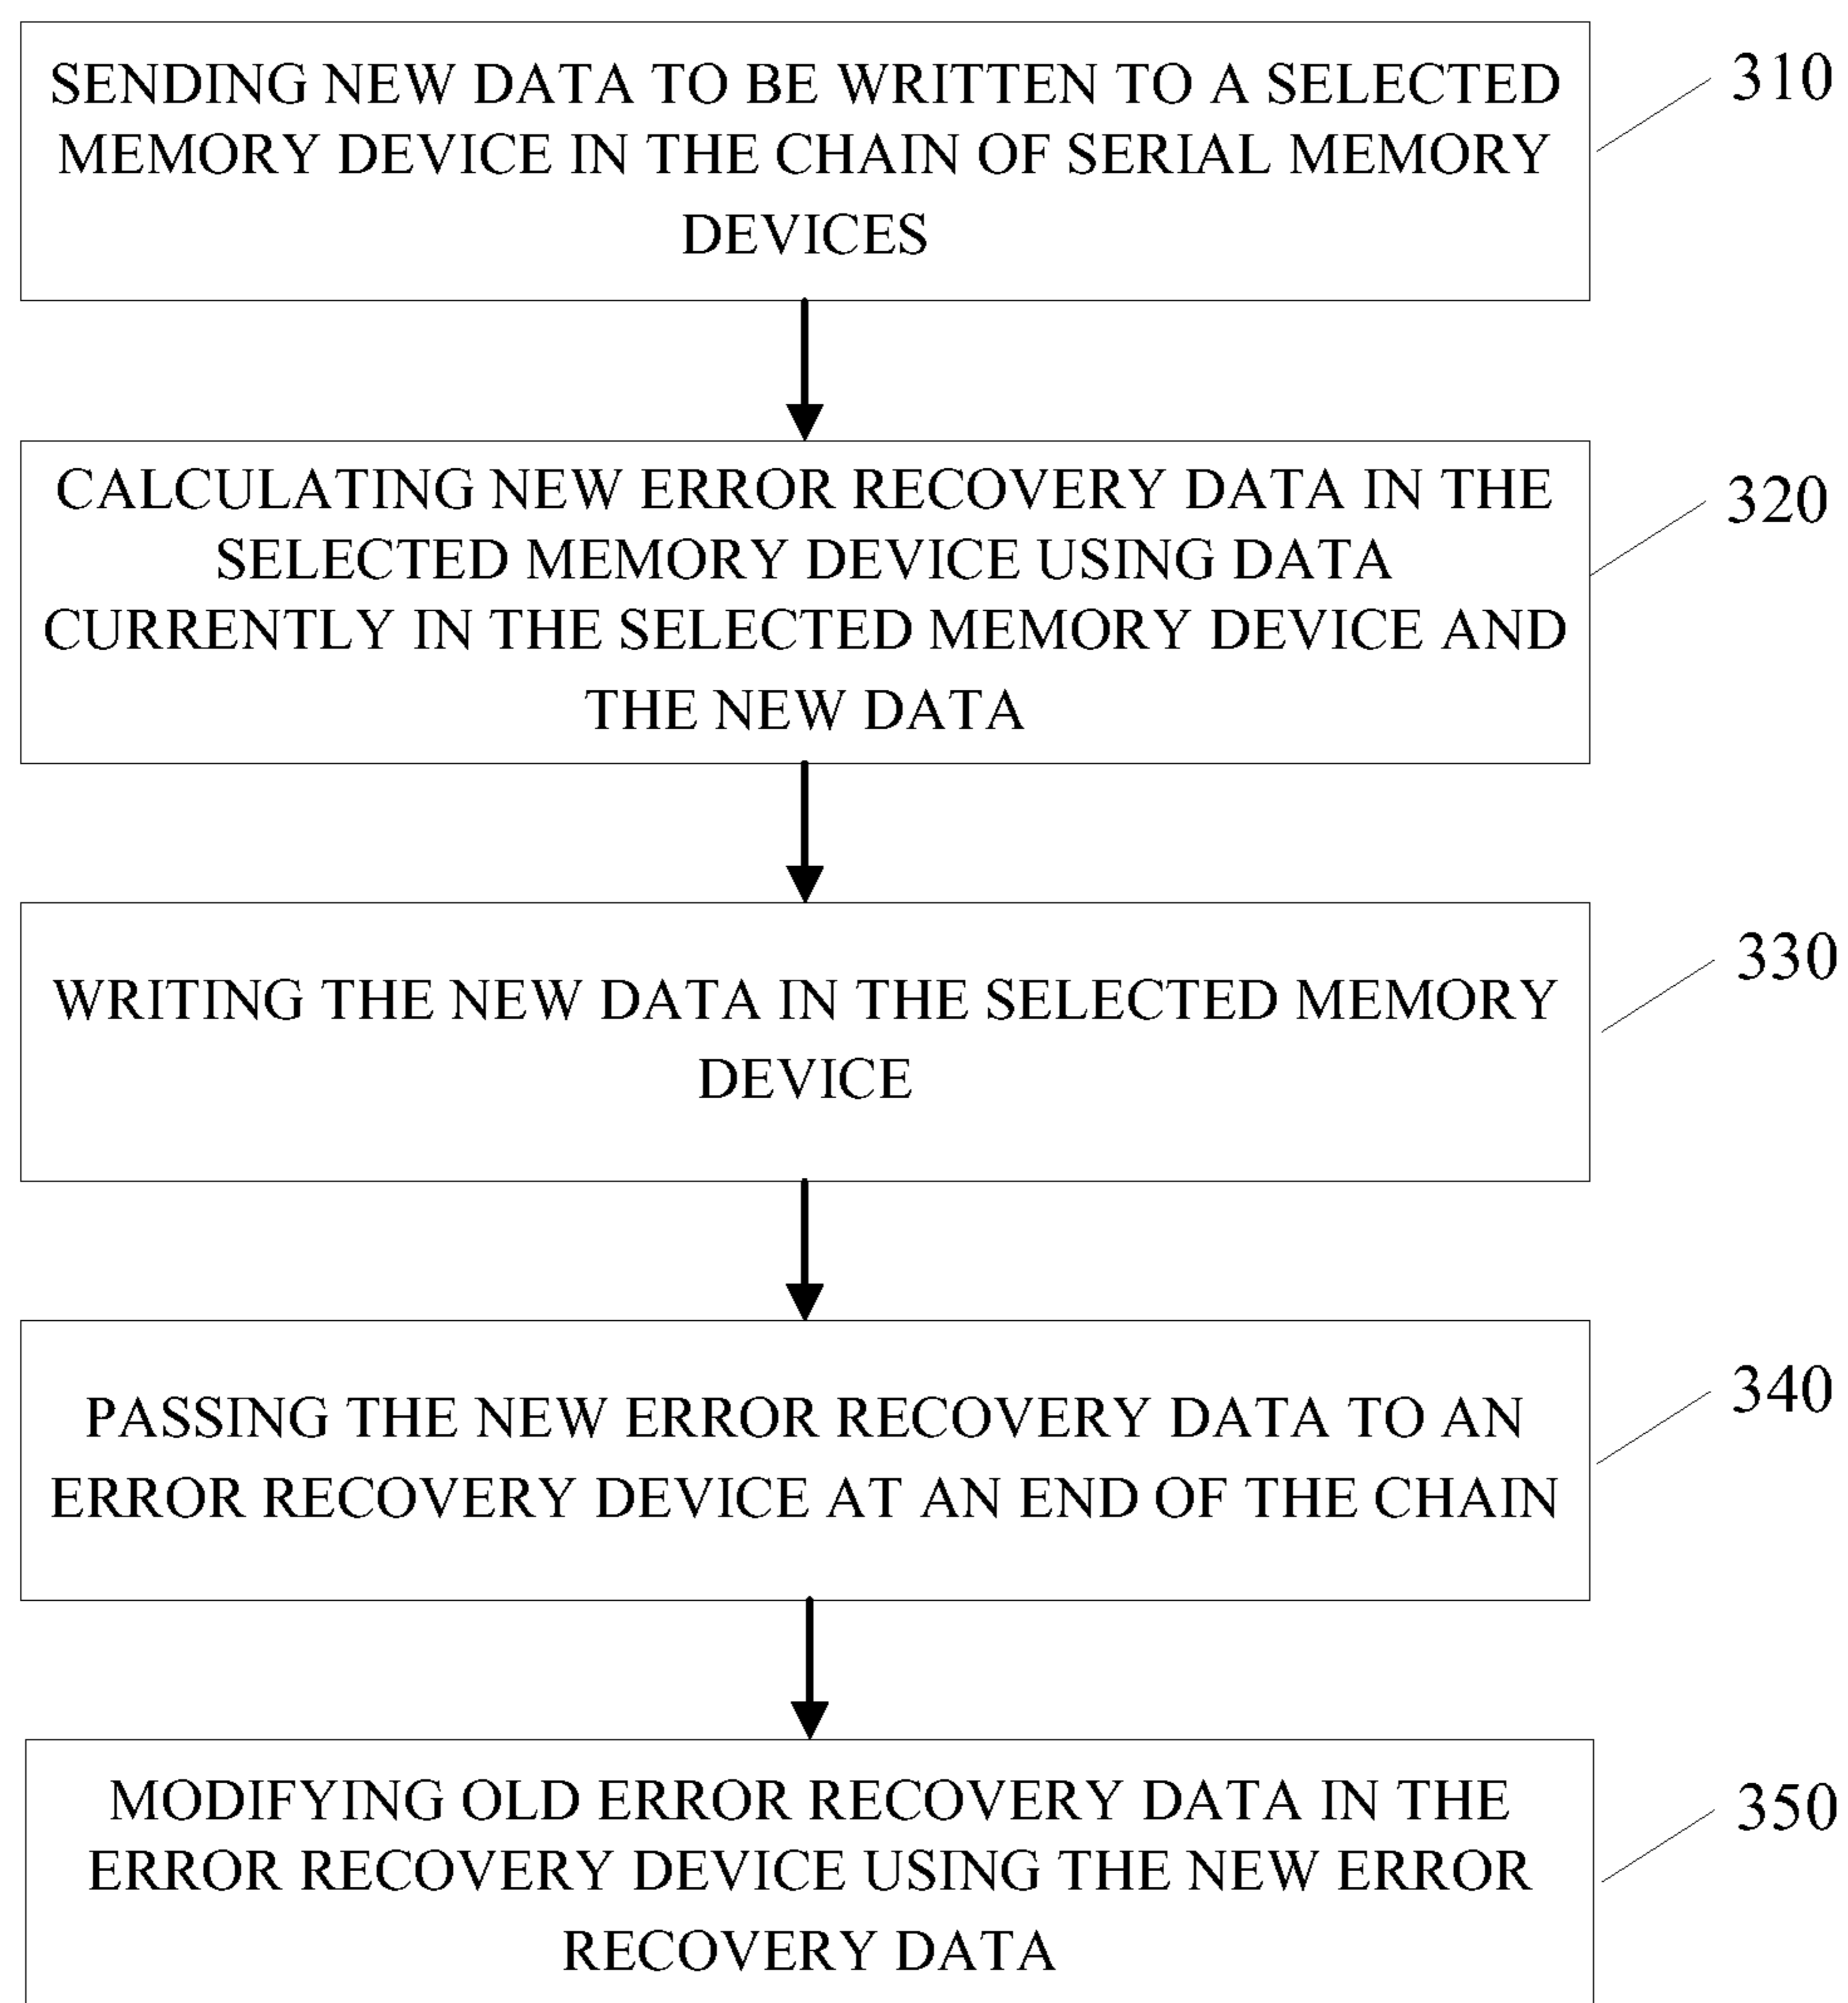 SENDING NEW DATA TO BE WRITTEN TO A SELECTED
MEMORY DEVICE IN THE CHAIN OF SERIAL MEMORY
DEVICES
310
CALCULATING NEW ERROR RECOVERY DATA IN THE
SELECTED MEMORY DEVICE USING DATA
CURRENTLY IN THE SELECTED MEMORY DEVICE AND
THE NEW DATA
320
WRITING THE NEW DATA IN THE SELECTED MEMORY
DEVICE
330
PASSING THE NEW ERROR RECOVERY DATA TO AN
ERROR RECOVERY DEVICE AT AN END OF THE CHAIN
340
MODIFYING OLD ERROR RECOVERY DATA IN THE
ERROR RECOVERY DEVICE USING THE NEW ERROR
RECOVERY DATA
350